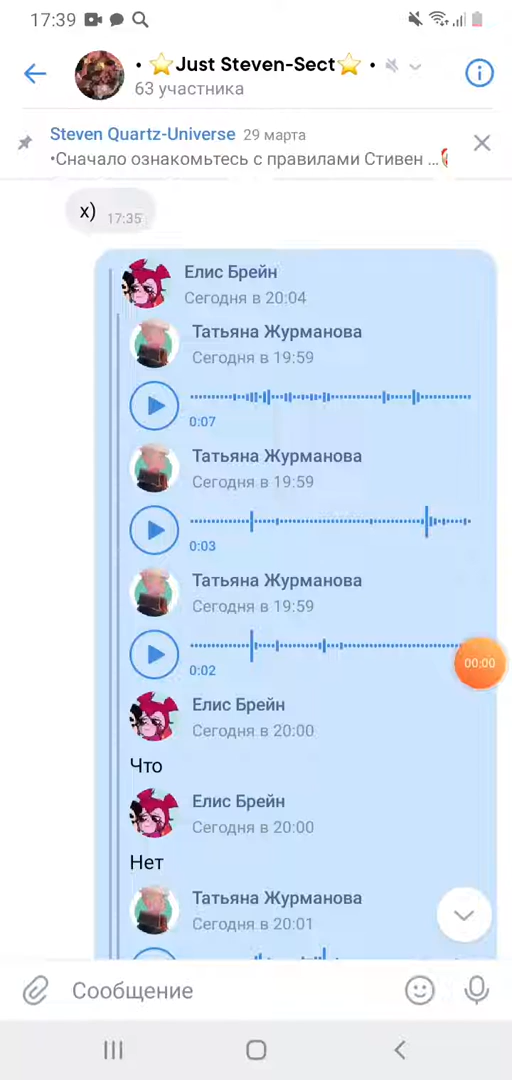 17:39
• ⭐Just Steven-Sect⭐ •
63 участника
Steven Quartz-Universe 29 марта
•Сначало ознакомьтесь с правилами Стивен ...
х) 17:35
Елис Брейн
Сегодня в 20:04
Татьяна Журманова
Сегодня в 19:59
0:07
Татьяна Журманова
Сегодня в 19:59
0:03
Татьяна Журманова
Сегодня в 19:59
0:02
00:00
Елис Брейн
Сегодня в 20:00
Что
Елис Брейн
Сегодня в 20:00
Нет
Татьяна Журманова
Сегодня в 20:01
Сообщение